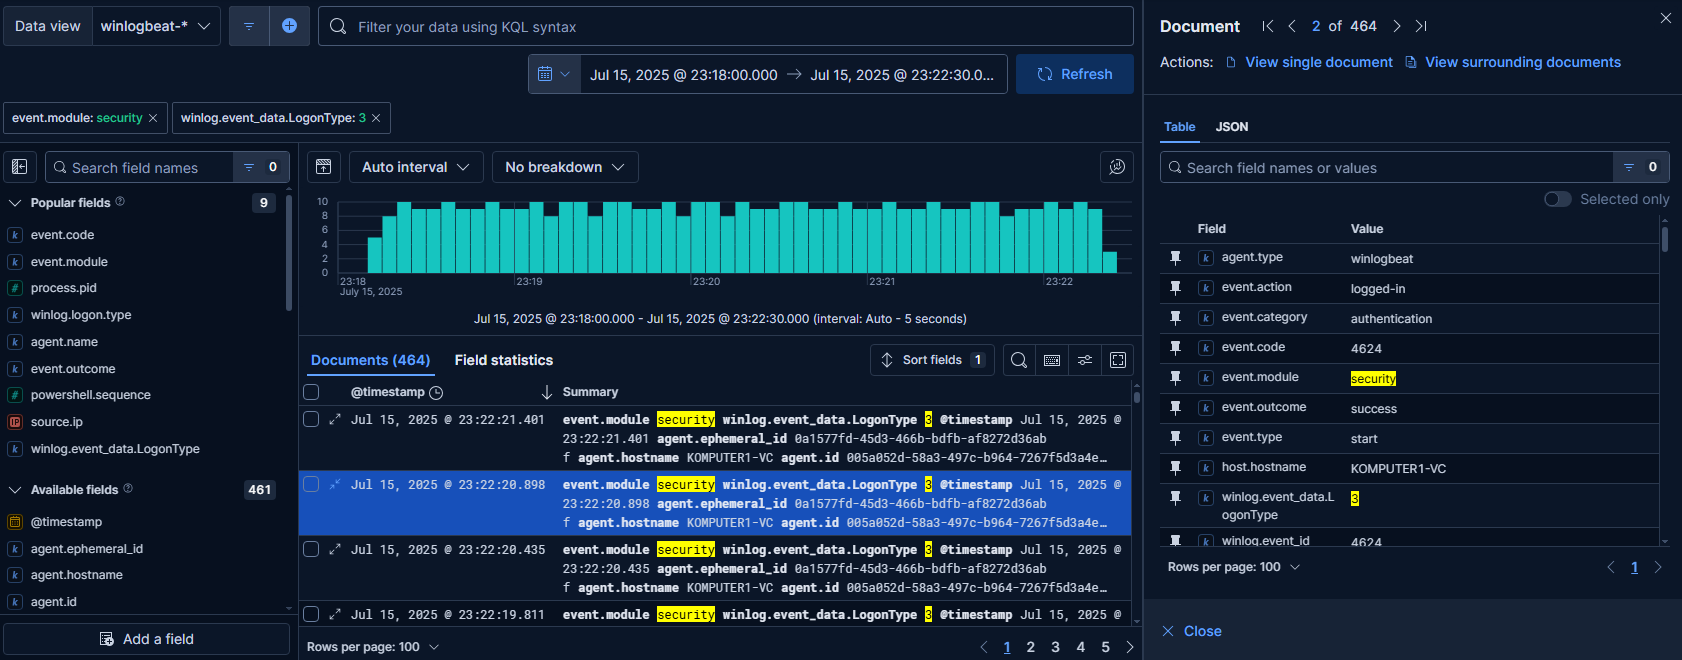 Data view winlogbeat-*
Filter your data using KQL syntax
Jul 15, 2025 @ 23:18:00.000 → Jul 15, 2025 @ 23:22:30.0...
Refresh
event.module: security
winlog.event_data.LogonType: 3
Search field names 0
Popular fields 9
event.code
event.module
process.pid
winlog.logon.type
agent.name
event.outcome
powershell.sequence
source.ip
winlog.event_data.LogonType
Available fields 461
@timestamp
agent.ephemeral_id
agent.hostname
agent.id
Add a field
Auto interval
No breakdown
10
8
6
4
2
0
23:18 23:19 23:20 23:21 23:22
July 15, 2025
Jul 15, 2025 @ 23:18:00.000 - Jul 15, 2025 @ 23:22:30.000 (interval: Auto - 5 seconds)
Documents (464) Field statistics
Sort fields 1
@timestamp Summary
Jul 15, 2025 @ 23:22:21.401 event.module security winlog.event_data.LogonType 3 @timestamp Jul 15, 2025 @
23:22:21.401 agent.ephemeral_id 0a1577fd-45d3-466b-bdfb-af8272d36ab
f agent.hostname KOMPUTER1-VC agent.id 005a052d-58a3-497c-b964-7267f5d3a4e…
Jul 15, 2025 @ 23:22:20.898 event.module security winlog.event_data.LogonType 3 @timestamp Jul 15, 2025 @
23:22:20.898 agent.ephemeral_id 0a1577fd-45d3-466b-bdfb-af8272d36ab
f agent.hostname KOMPUTER1-VC agent.id 005a052d-58a3-497c-b964-7267f5d3a4e…
Jul 15, 2025 @ 23:22:20.435 event.module security winlog.event_data.LogonType 3 @timestamp Jul 15, 2025 @
23:22:20.435 agent.ephemeral_id 0a1577fd-45d3-466b-bdfb-af8272d36ab
f agent.hostname KOMPUTER1-VC agent.id 005a052d-58a3-497c-b964-7267f5d3a4e…
Jul 15, 2025 @ 23:22:19.811 event.module security winlog.event_data.LogonType 3 @timestamp Jul 15, 2025 @
Rows per page: 100
1 2 3 4 5
Document 2 of 464
Actions: View single document View surrounding documents
Table JSON
Search field names or values 0
Selected only
Field Value
k agent.type winlogbeat
k event.action logged-in
k event.category authentication
k event.code 4624
k event.module security
k event.outcome success
k event.type start
k host.hostname KOMPUTER1-VC
k winlog.event_data.L
ogonType 3
k winlog.event_id 4624
Rows per page: 100
1
Close